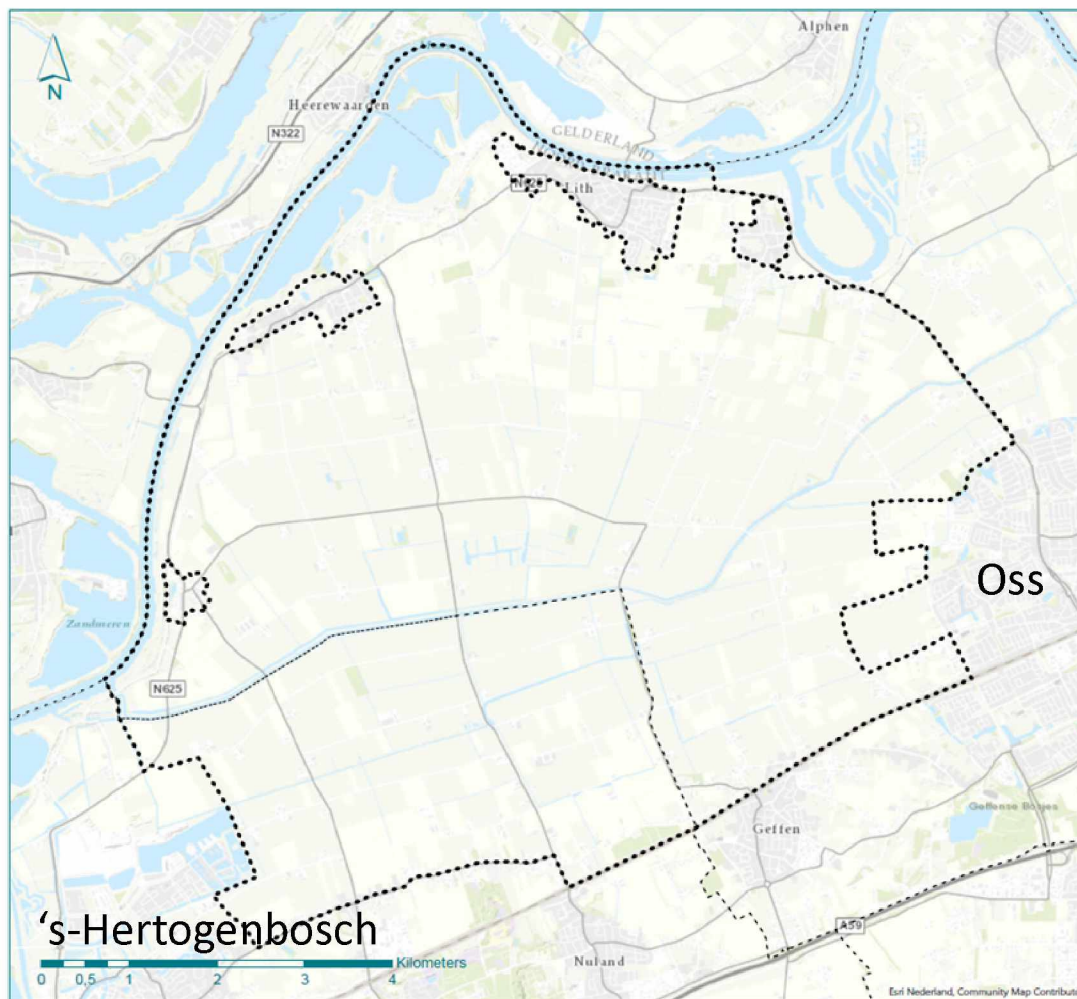 Alphen
N
Heerewaarden
N322
GELDERLAND
Lith
Oss
Zandmeren
N625
Geffense Bosjes
Geffen
A59
's-Hertogenbosch
Nuland
Kilometers
0 0,5 1 2 3 4
Esri Nederland, Community Map Contribut